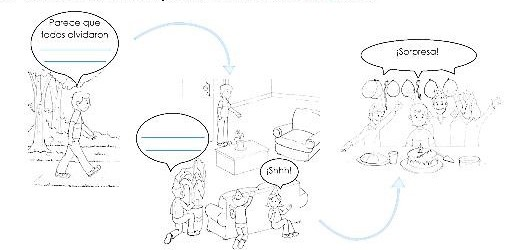 Parece que
todos olvidaron
¡Shhh!
¡Sorpresa!